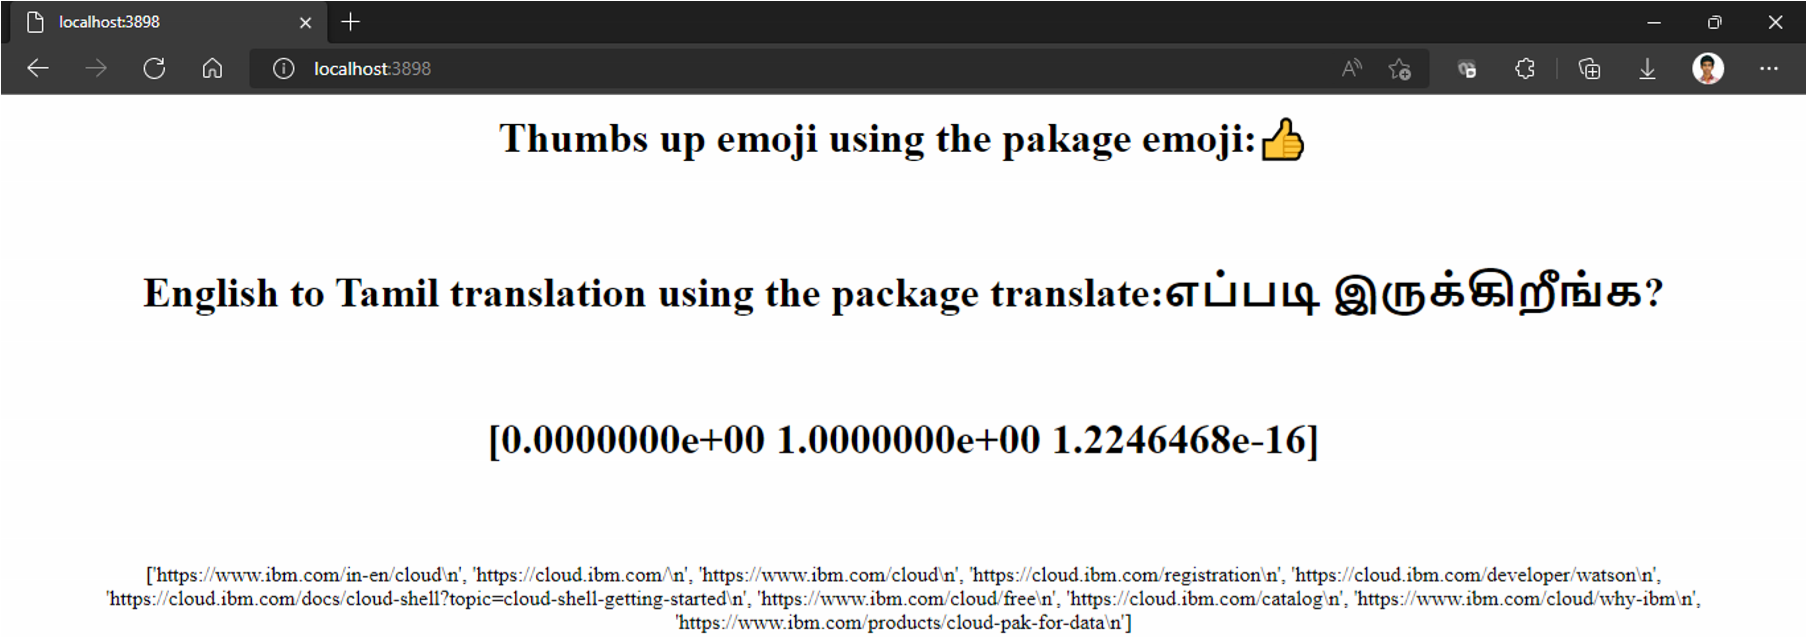 localhost:3898
localhost:3898
Thumbs up emoji using the pakage emoji:👍
English to Tamil translation using the package translate:எப்படி இருக்கிறீங்க?
[0.0000000e+00 1.0000000e+00 1.2246468e-16]
['https://www.ibm.com/in-en/cloud\n', 'https://cloud.ibm.com/\n', 'https://www.ibm.com/cloud\n', 'https://cloud.ibm.com/registration\n', 'https://cloud.ibm.com/developer/watson\n',
'https://cloud.ibm.com/docs/cloud-shell?topic=cloud-shell-getting-started\n', 'https://www.ibm.com/cloud/free\n', 'https://cloud.ibm.com/catalog\n', 'https://www.ibm.com/cloud/why-ibm\n',
'https://www.ibm.com/products/cloud-pak-for-data\n']